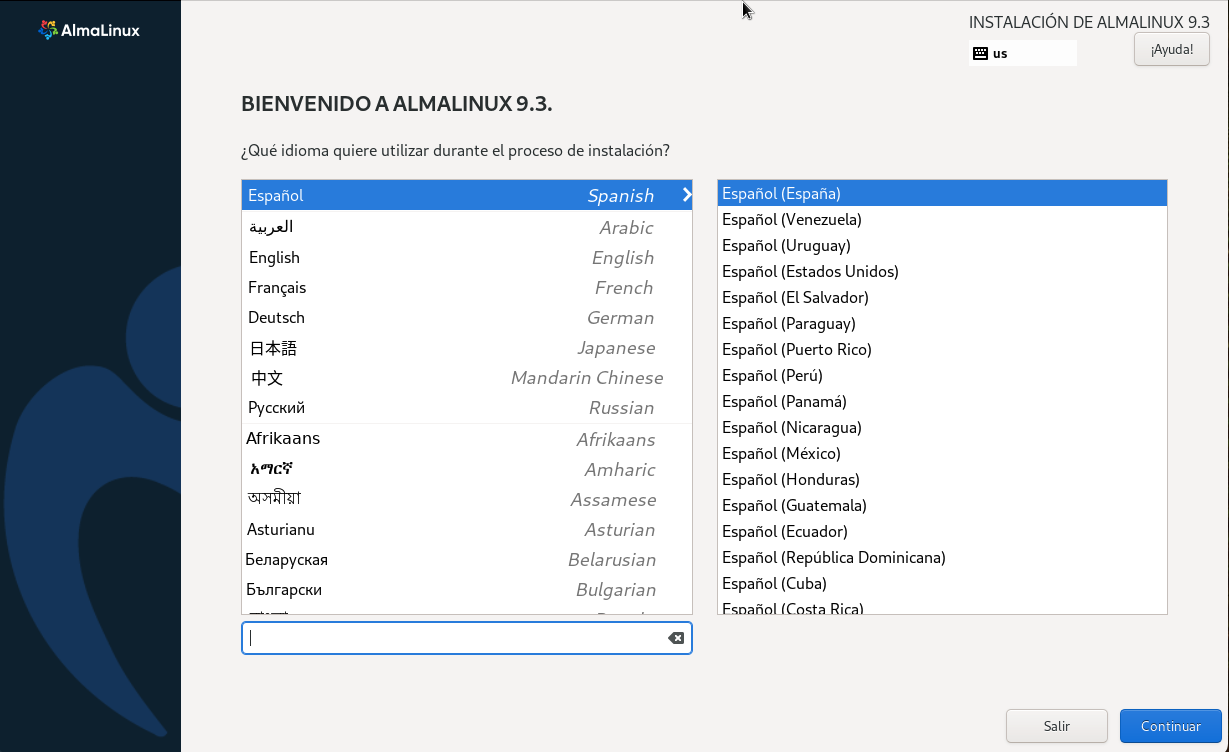 AlmaLinux
INSTALACIÓN DE ALMALINUX 9.3
us
¡Ayuda!
BIENVENIDO A ALMALINUX 9.3.
¿Qué idioma quiere utilizar durante el proceso de instalación?
Español Spanish
العربية Arabic
English English
Français French
Deutsch German
日本語 Japanese
中文 Mandarin Chinese
Русский Russian
Afrikaans Afrikaans
አማርኛ Amharic
অসমীয়া Assamese
Asturianu Asturian
Беларуская Belarusian
Български Bulgarian
Español (España)
Español (Venezuela)
Español (Uruguay)
Español (Estados Unidos)
Español (El Salvador)
Español (Paraguay)
Español (Puerto Rico)
Español (Perú)
Español (Panamá)
Español (Nicaragua)
Español (México)
Español (Honduras)
Español (Guatemala)
Español (Ecuador)
Español (República Dominicana)
Español (Cuba)
Español (Costa Rica)
Salir
Continuar